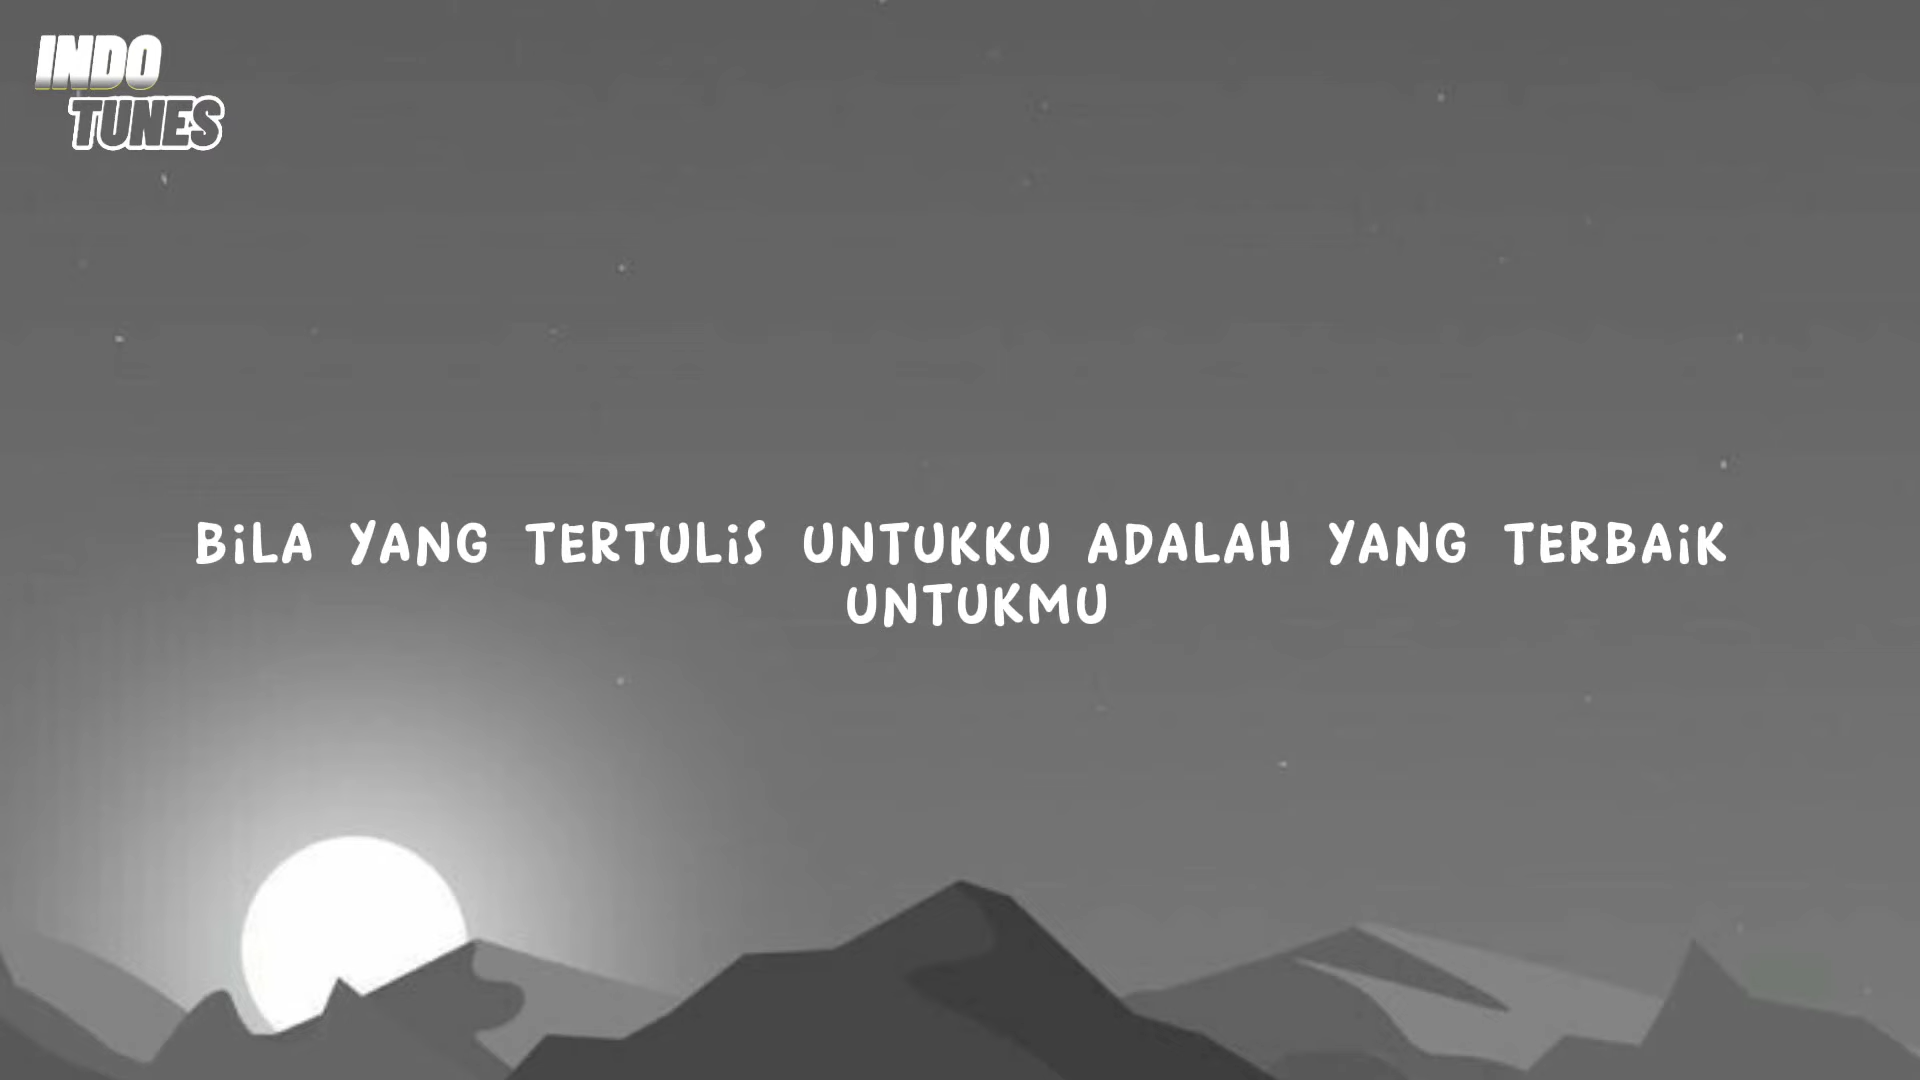 INDO
TUNES
BiLA YANG TERTULiS UNTUKKU ADALAH YANG TERBAiK
UNTUKMU